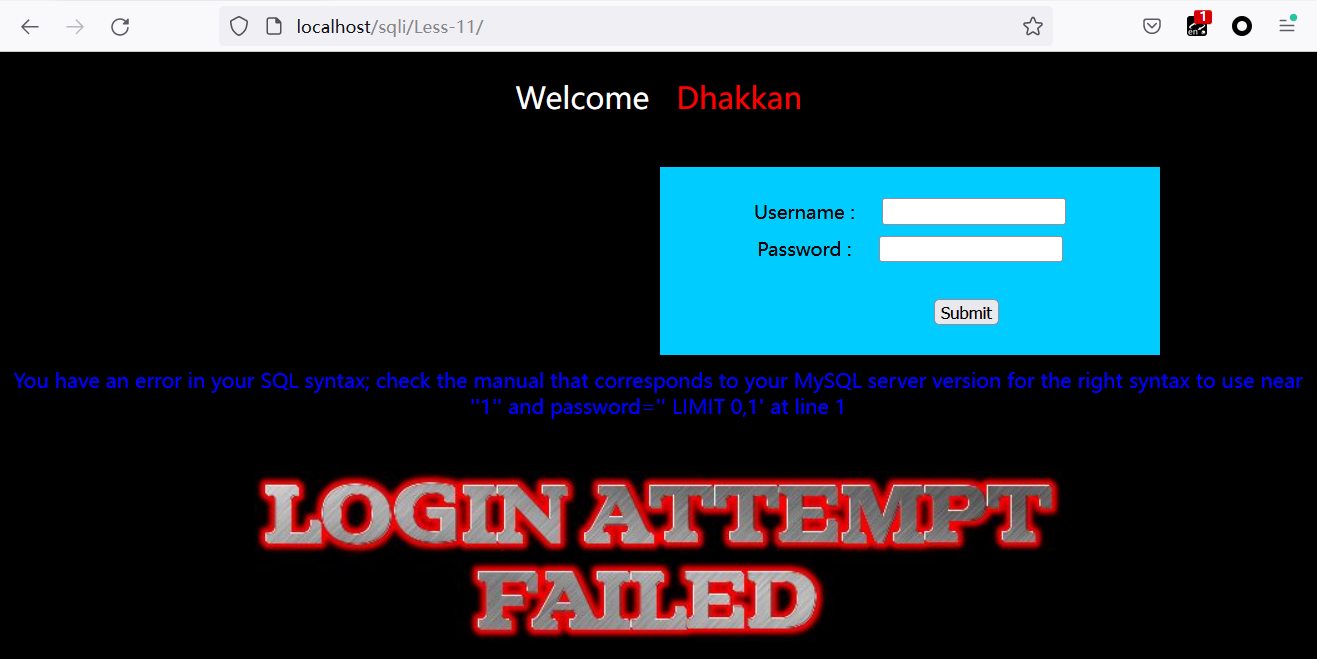 localhost/sqli/Less-11/
1
en
Welcome Dhakkan
Username :
Password :
Submit
You have an error in your SQL syntax; check the manual that corresponds to your MySQL server version for the right syntax to use near
''1'' and password='' LIMIT 0,1' at line 1
LOGIN ATTEMPT
FAILED